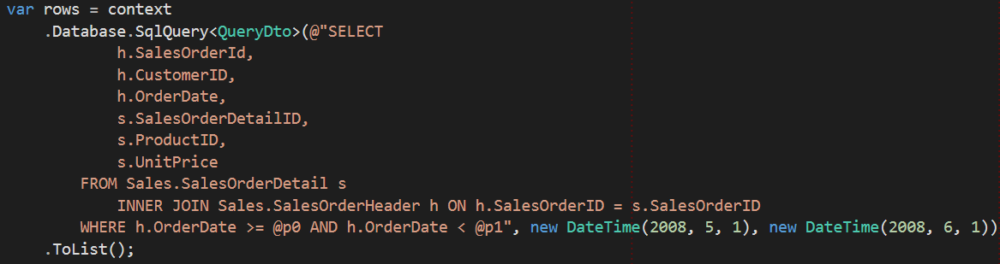 var rows = context
.Database.SqlQuery<QueryDto>(@"SELECT
h.SalesOrderId,
h.CustomerID,
h.OrderDate,
s.SalesOrderDetailID,
s.ProductID,
s.UnitPrice
FROM Sales.SalesOrderDetail s
INNER JOIN Sales.SalesOrderHeader h ON h.SalesOrderID = s.SalesOrderID
WHERE h.OrderDate >= @p0 AND h.OrderDate < @p1", new DateTime(2008, 5, 1), new DateTime(2008, 6, 1))
.ToList();